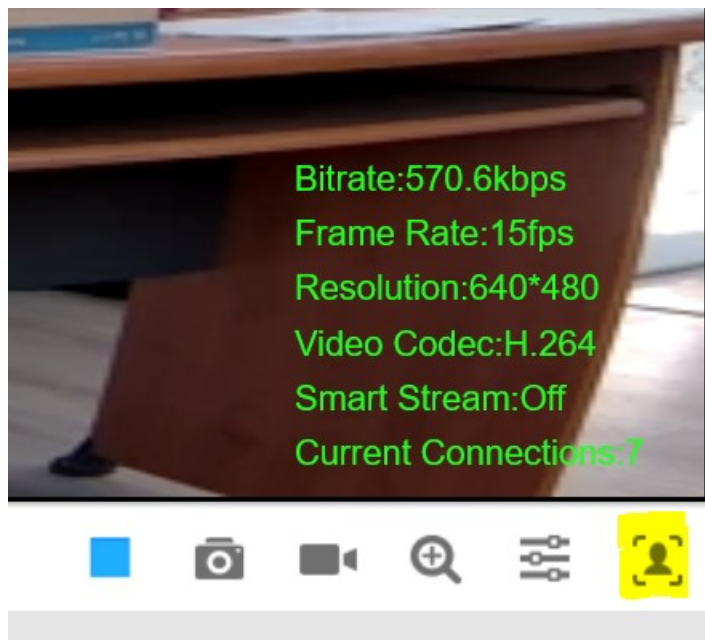 Bitrate:570.6kbps
Frame Rate:15fps
Resolution:640*480
Video Codec:H.264
Smart Stream:Off
Current Connections:7